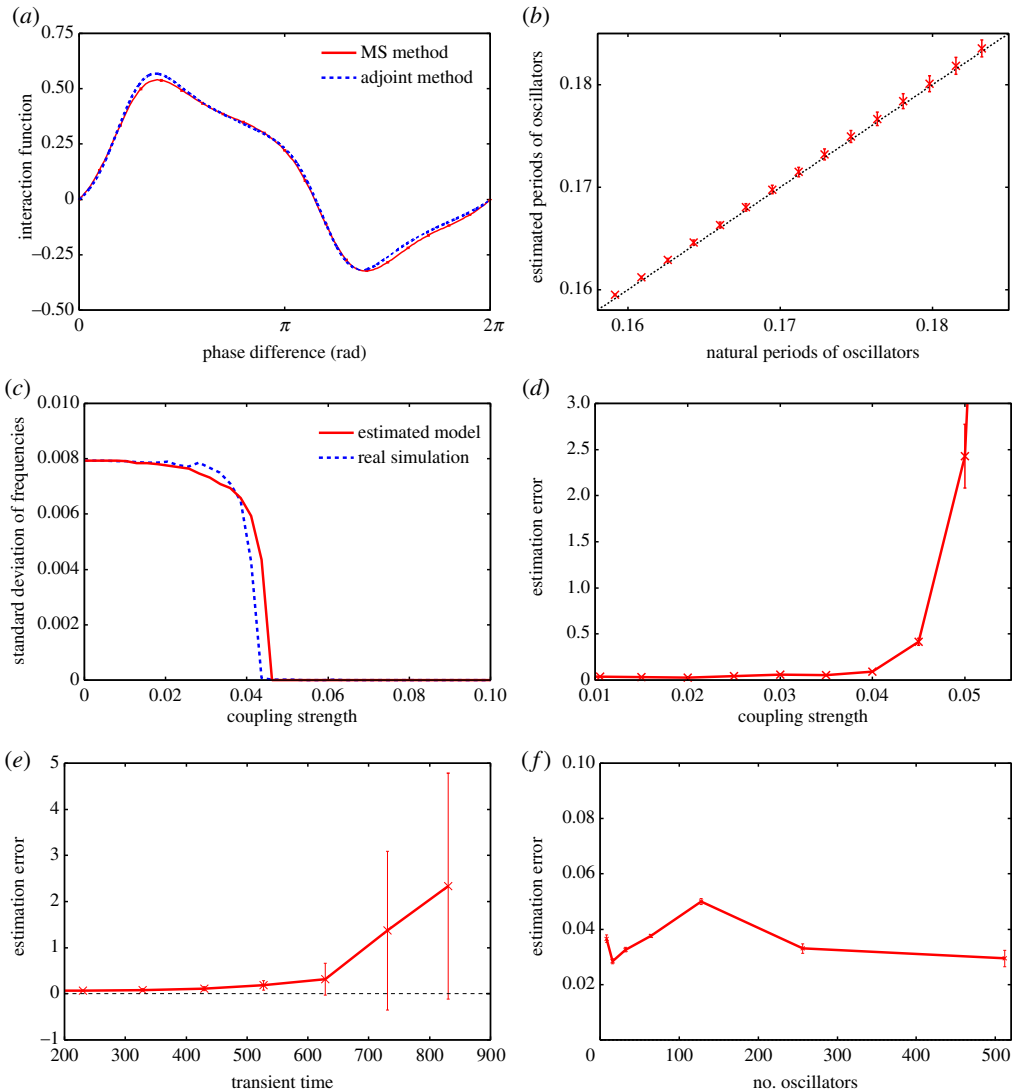 (a)
0.75
0.50
0.25
0
−0.25
−0.50
interaction function
MS method
adjoint method
0
π
2π
phase difference (rad)
(b)
0.18
0.17
0.16
estimated periods of oscillators
0.16
0.17
0.18
natural periods of oscillators
(c)
0.010
0.008
0.006
0.004
0.002
0
standard deviation of frequencies
estimated model
real simulation
0
0.02
0.04
0.06
0.08
0.10
coupling strength
(d)
3.0
2.5
2.0
1.5
1.0
0.5
0
estimation error
0.01
0.02
0.03
0.04
0.05
coupling strength
(e)
5
4
3
2
1
0
−1
estimation error
200
300
400
500
600
700
800
900
transient time
(f)
0.10
0.08
0.06
0.04
0.02
estimation error
0
100
200
300
400
500
no. oscillators